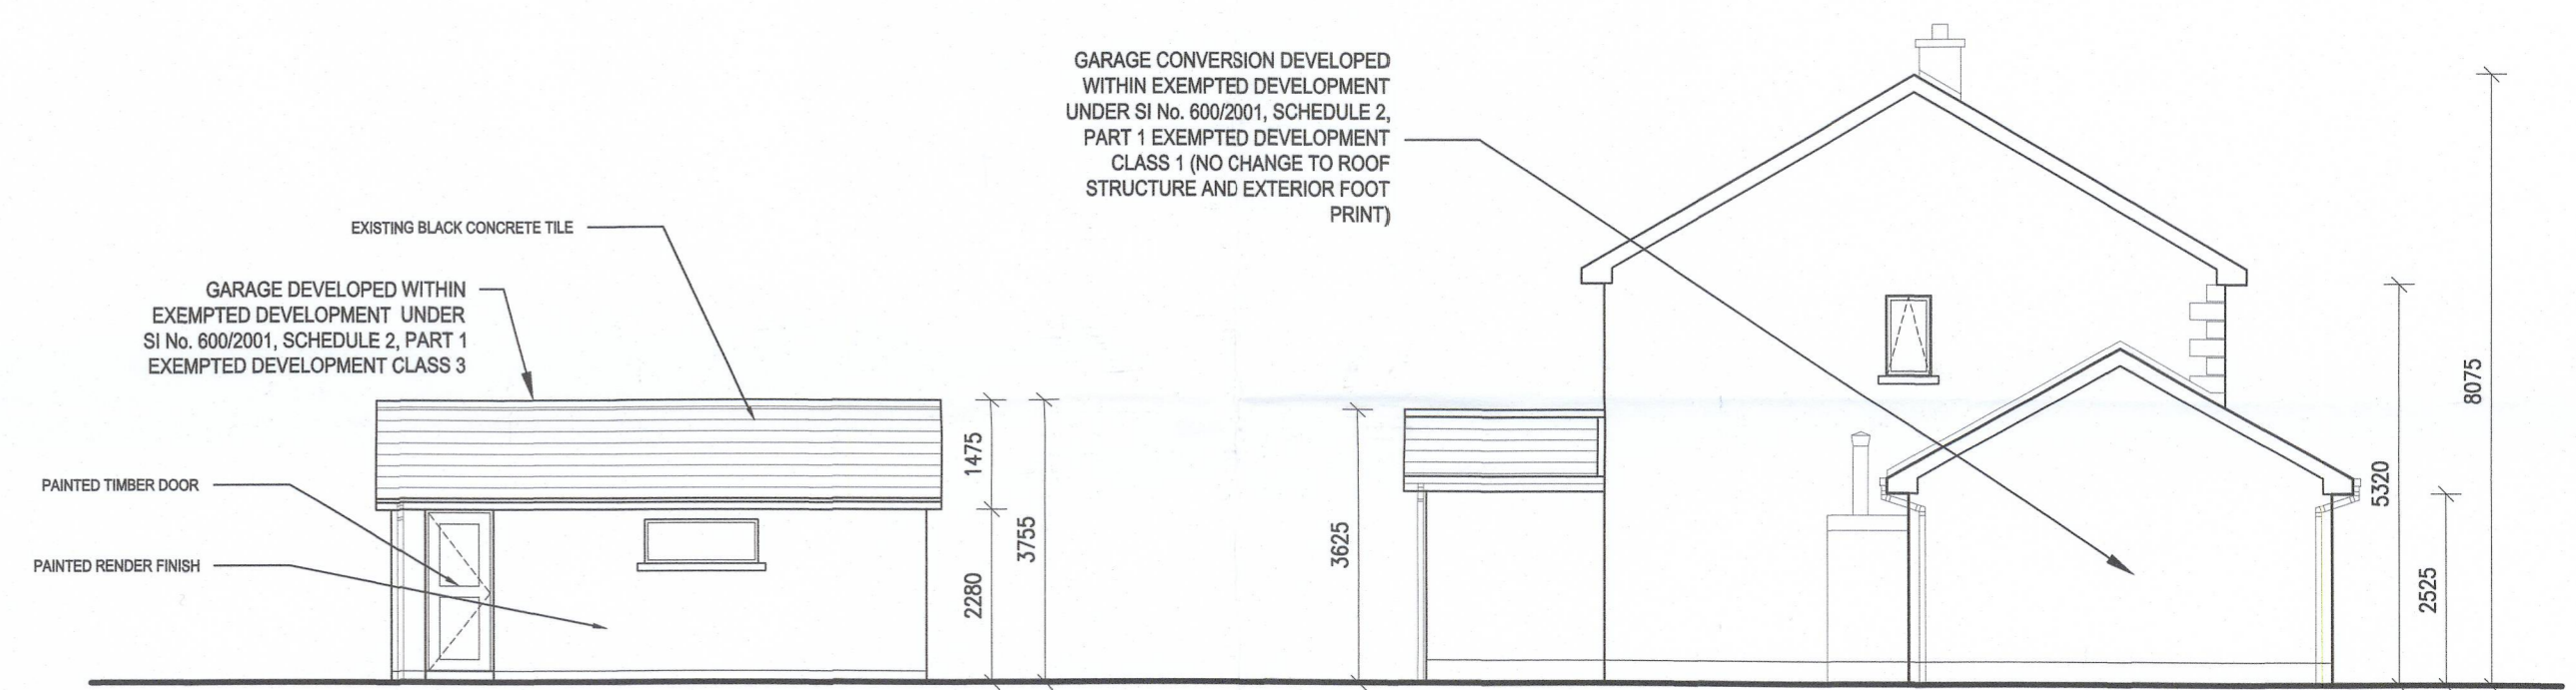 GARAGE CONVERSION DEVELOPED
WITHIN EXEMPTED DEVELOPMENT
UNDER SI No. 600/2001, SCHEDULE 2,
PART 1 EXEMPTED DEVELOPMENT
CLASS 1 (NO CHANGE TO ROOF
STRUCTURE AND EXTERIOR FOOT
PRINT)
EXISTING BLACK CONCRETE TILE
GARAGE DEVELOPED WITHIN
EXEMPTED DEVELOPMENT UNDER
SI No. 600/2001, SCHEDULE 2, PART 1
EXEMPTED DEVELOPMENT CLASS 3
PAINTED TIMBER DOOR
PAINTED RENDER FINISH
1475
2280
3755
3625
5320
2525
8075